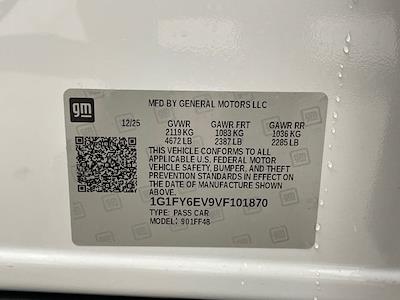 gm
MFD BY GENERAL MOTORS LLC
12/25 GVWR GAWR FRT GAWR RR
2119 KG 1083 KG 1036 KG
4672 LB 2387 LB 2285 LB
THIS VEHICLE CONFORMS TO ALL
APPLICABLE U.S. FEDERAL MOTOR
VEHICLE SAFETY, BUMPER, AND THEFT
PREVENTION STANDARDS IN EFFECT ON
THE DATE OF MANUFACTURE SHOWN
ABOVE.
1G1FY6EV9VF101870
TYPE: PASS CAR
MODEL: 901FF48